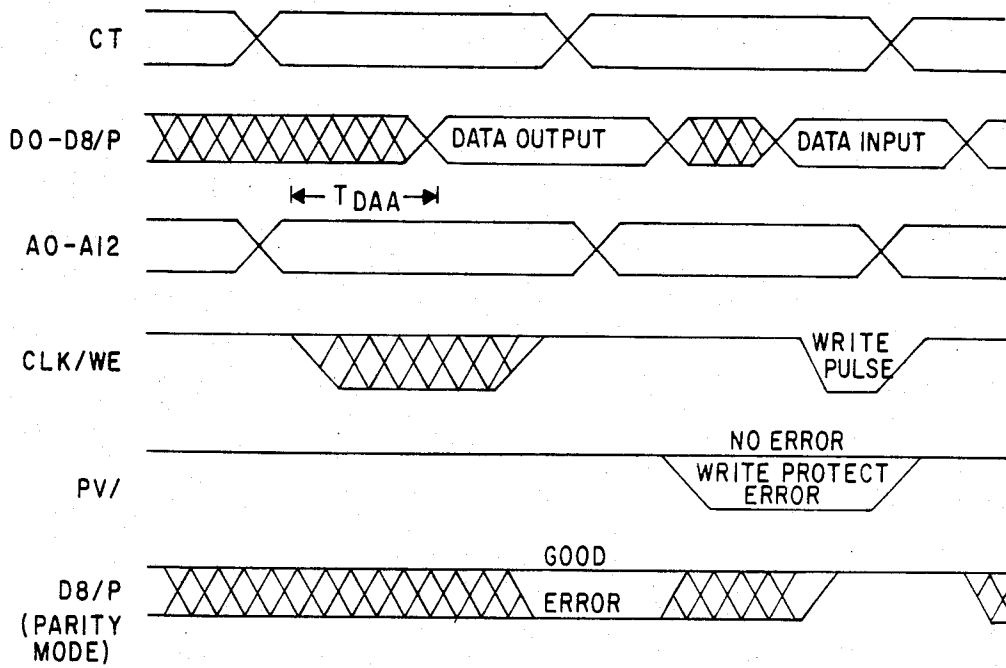 CT
D0-D8/P
DATA OUTPUT
DATA INPUT
TDAA
A0-A12
CLK/WE
WRITE
PULSE
NO ERROR
PV/
WRITE PROTECT
ERROR
GOOD
D8/P
ERROR
(PARITY
MODE)